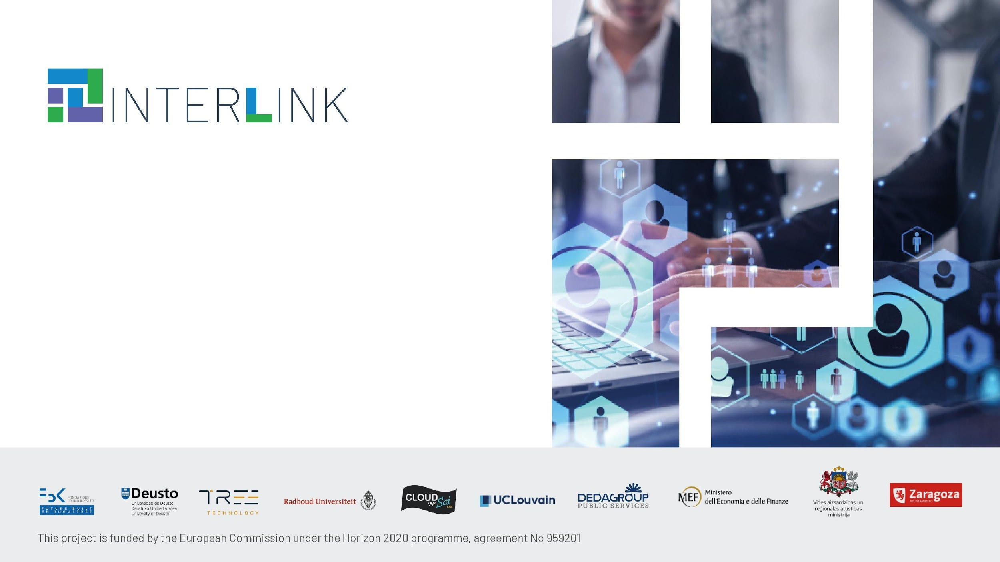 INTERLINK
FBK
FONDAZIONE
BRUNO KESSLER
FUTURE BUILT
ON KNOWLEDGE
Deusto
Universidad de Deusto
Deustuko Unibertsitatea
University of Deusto
TREE
TECHNOLOGY
Radboud Universiteit
CLOUD
'N' Sci
Ltd.
UCLouvain
DEDAGROUP
PUBLIC SERVICES
MEF
Ministero
dell'Economia e delle Finanze
Vides aizsardzības un
reģionālās attīstības
ministrija
Zaragoza
AYUNTAMIENTO
This project is funded by the European Commission under the Horizon 2020 programme, agreement No 959201